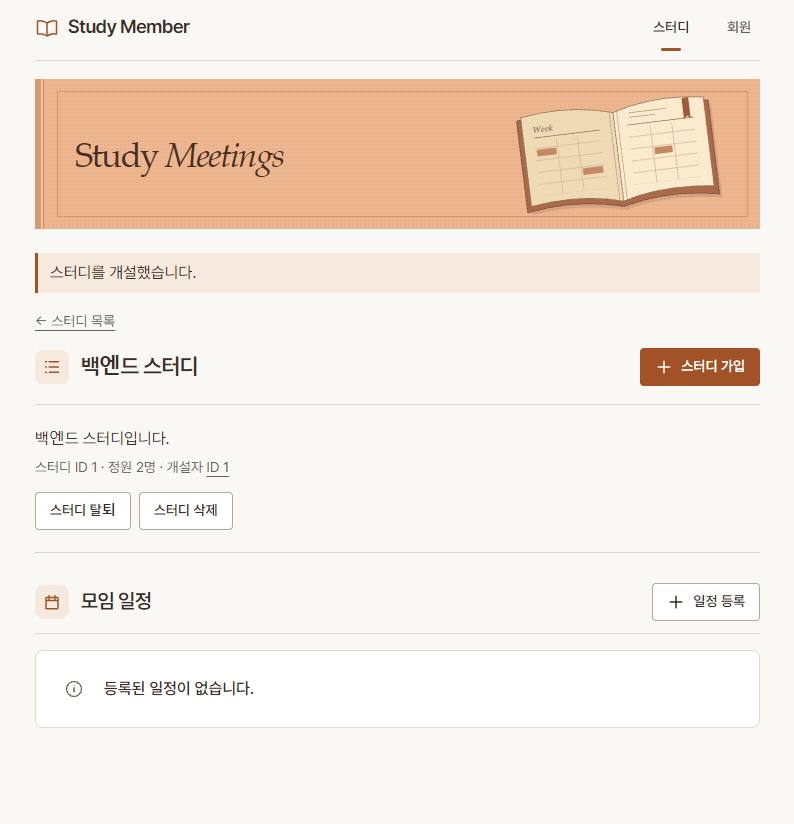 Study Member
스터디 회원
Study Meetings
Week
스터디를 개설했습니다.
← 스터디 목록
백엔드 스터디
+ 스터디 가입
백엔드 스터디입니다.
스터디 ID 1 · 정원 2명 · 개설자 ID 1
스터디 탈퇴 스터디 삭제
모임 일정
+ 일정 등록
등록된 일정이 없습니다.